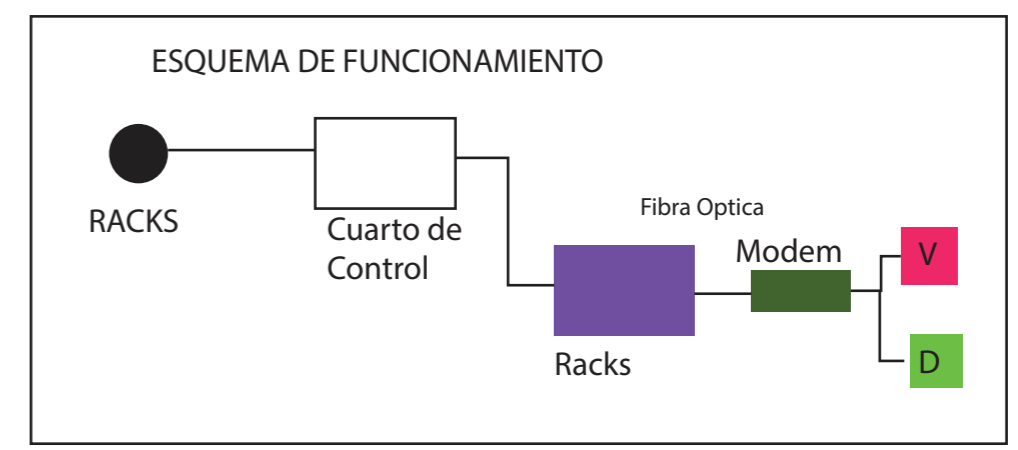 ESQUEMA DE FUNCIONAMIENTO
RACKS
Cuarto de
Control
Fibra Optica
Modem
V
Racks
D